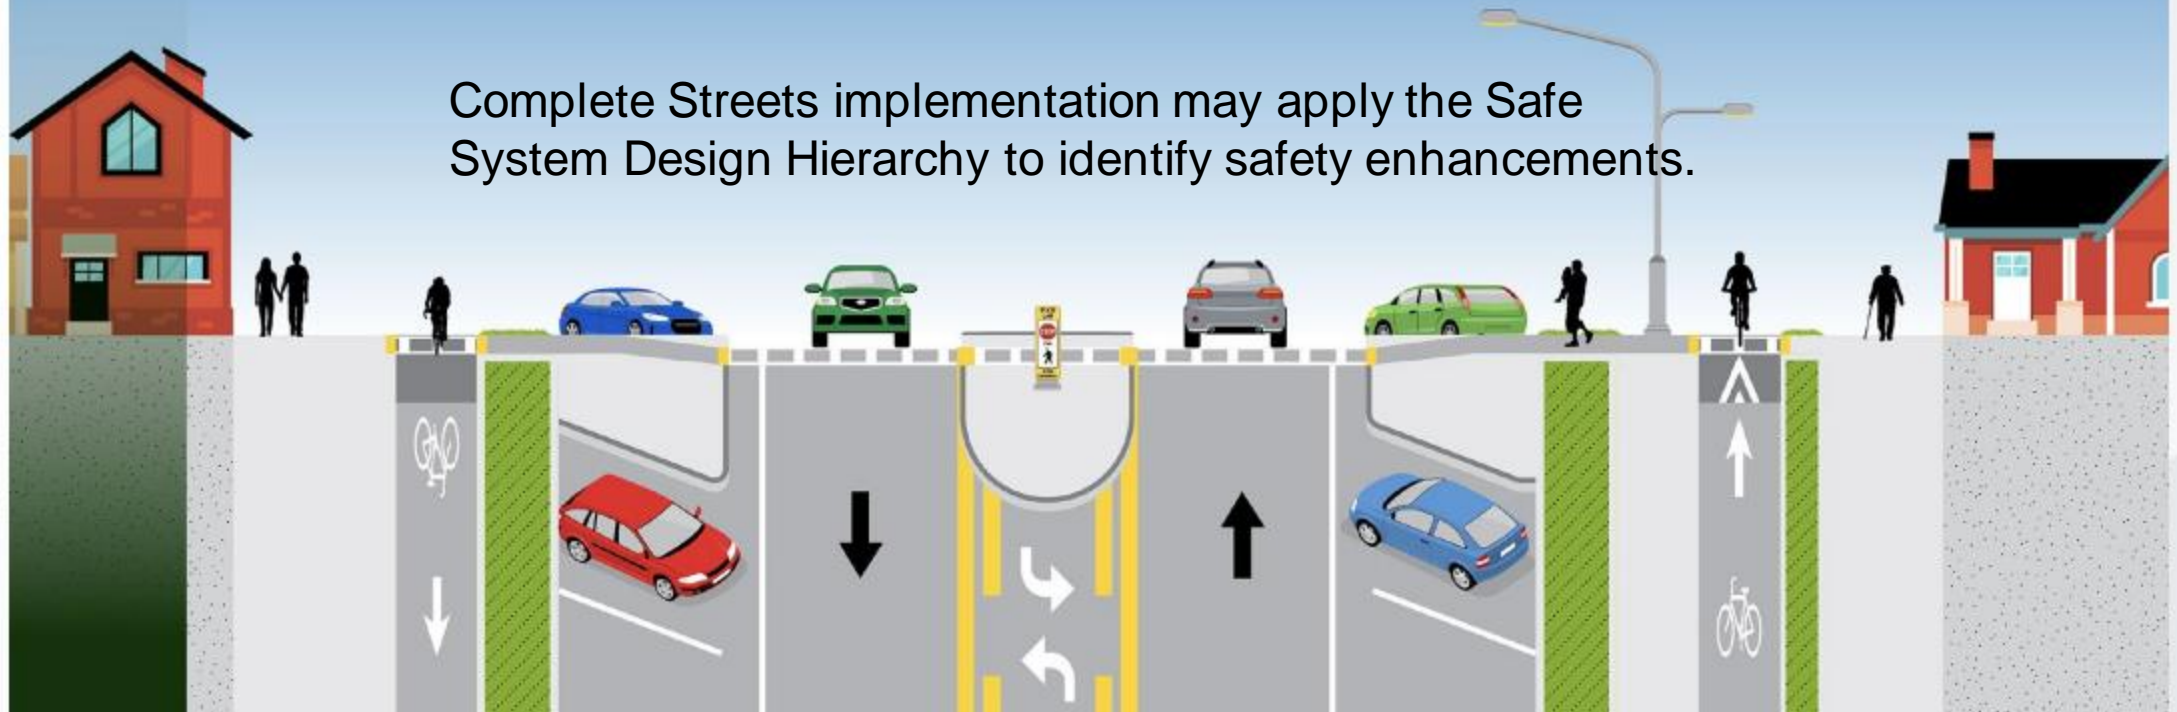 Complete Streets implementation may apply the Safe
System Design Hierarchy to identify safety enhancements.